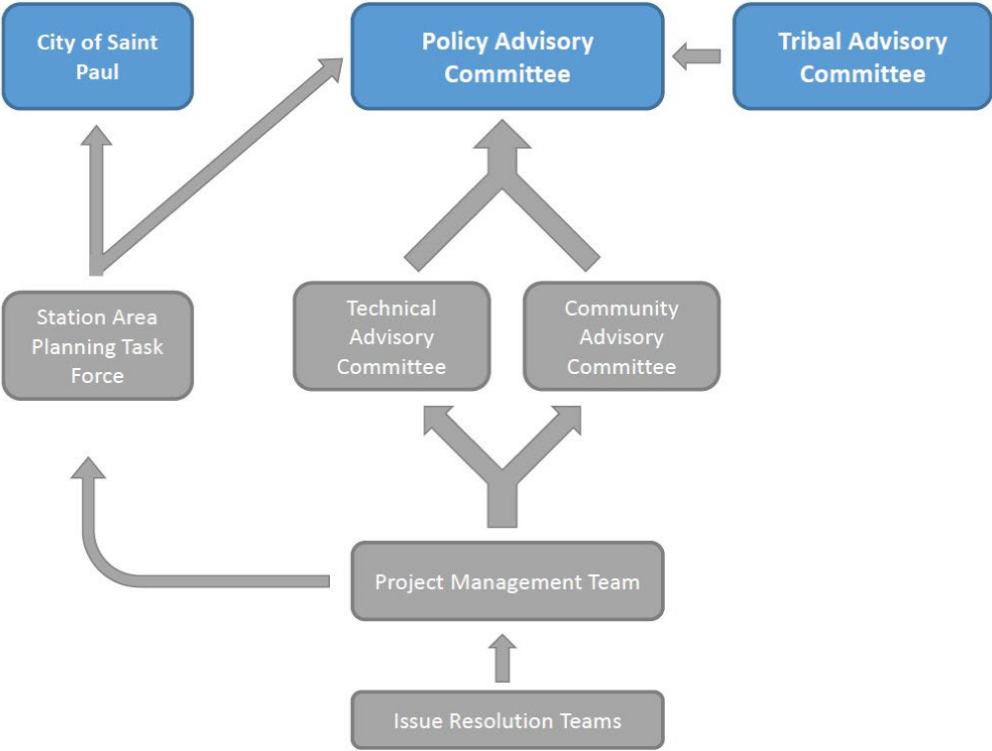 City of Saint
Paul
Policy Advisory
Committee
Tribal Advisory
Committee
Station Area
Planning Task
Force
Technical
Advisory
Committee
Community
Advisory
Committee
Project Management Team
Issue Resolution Teams